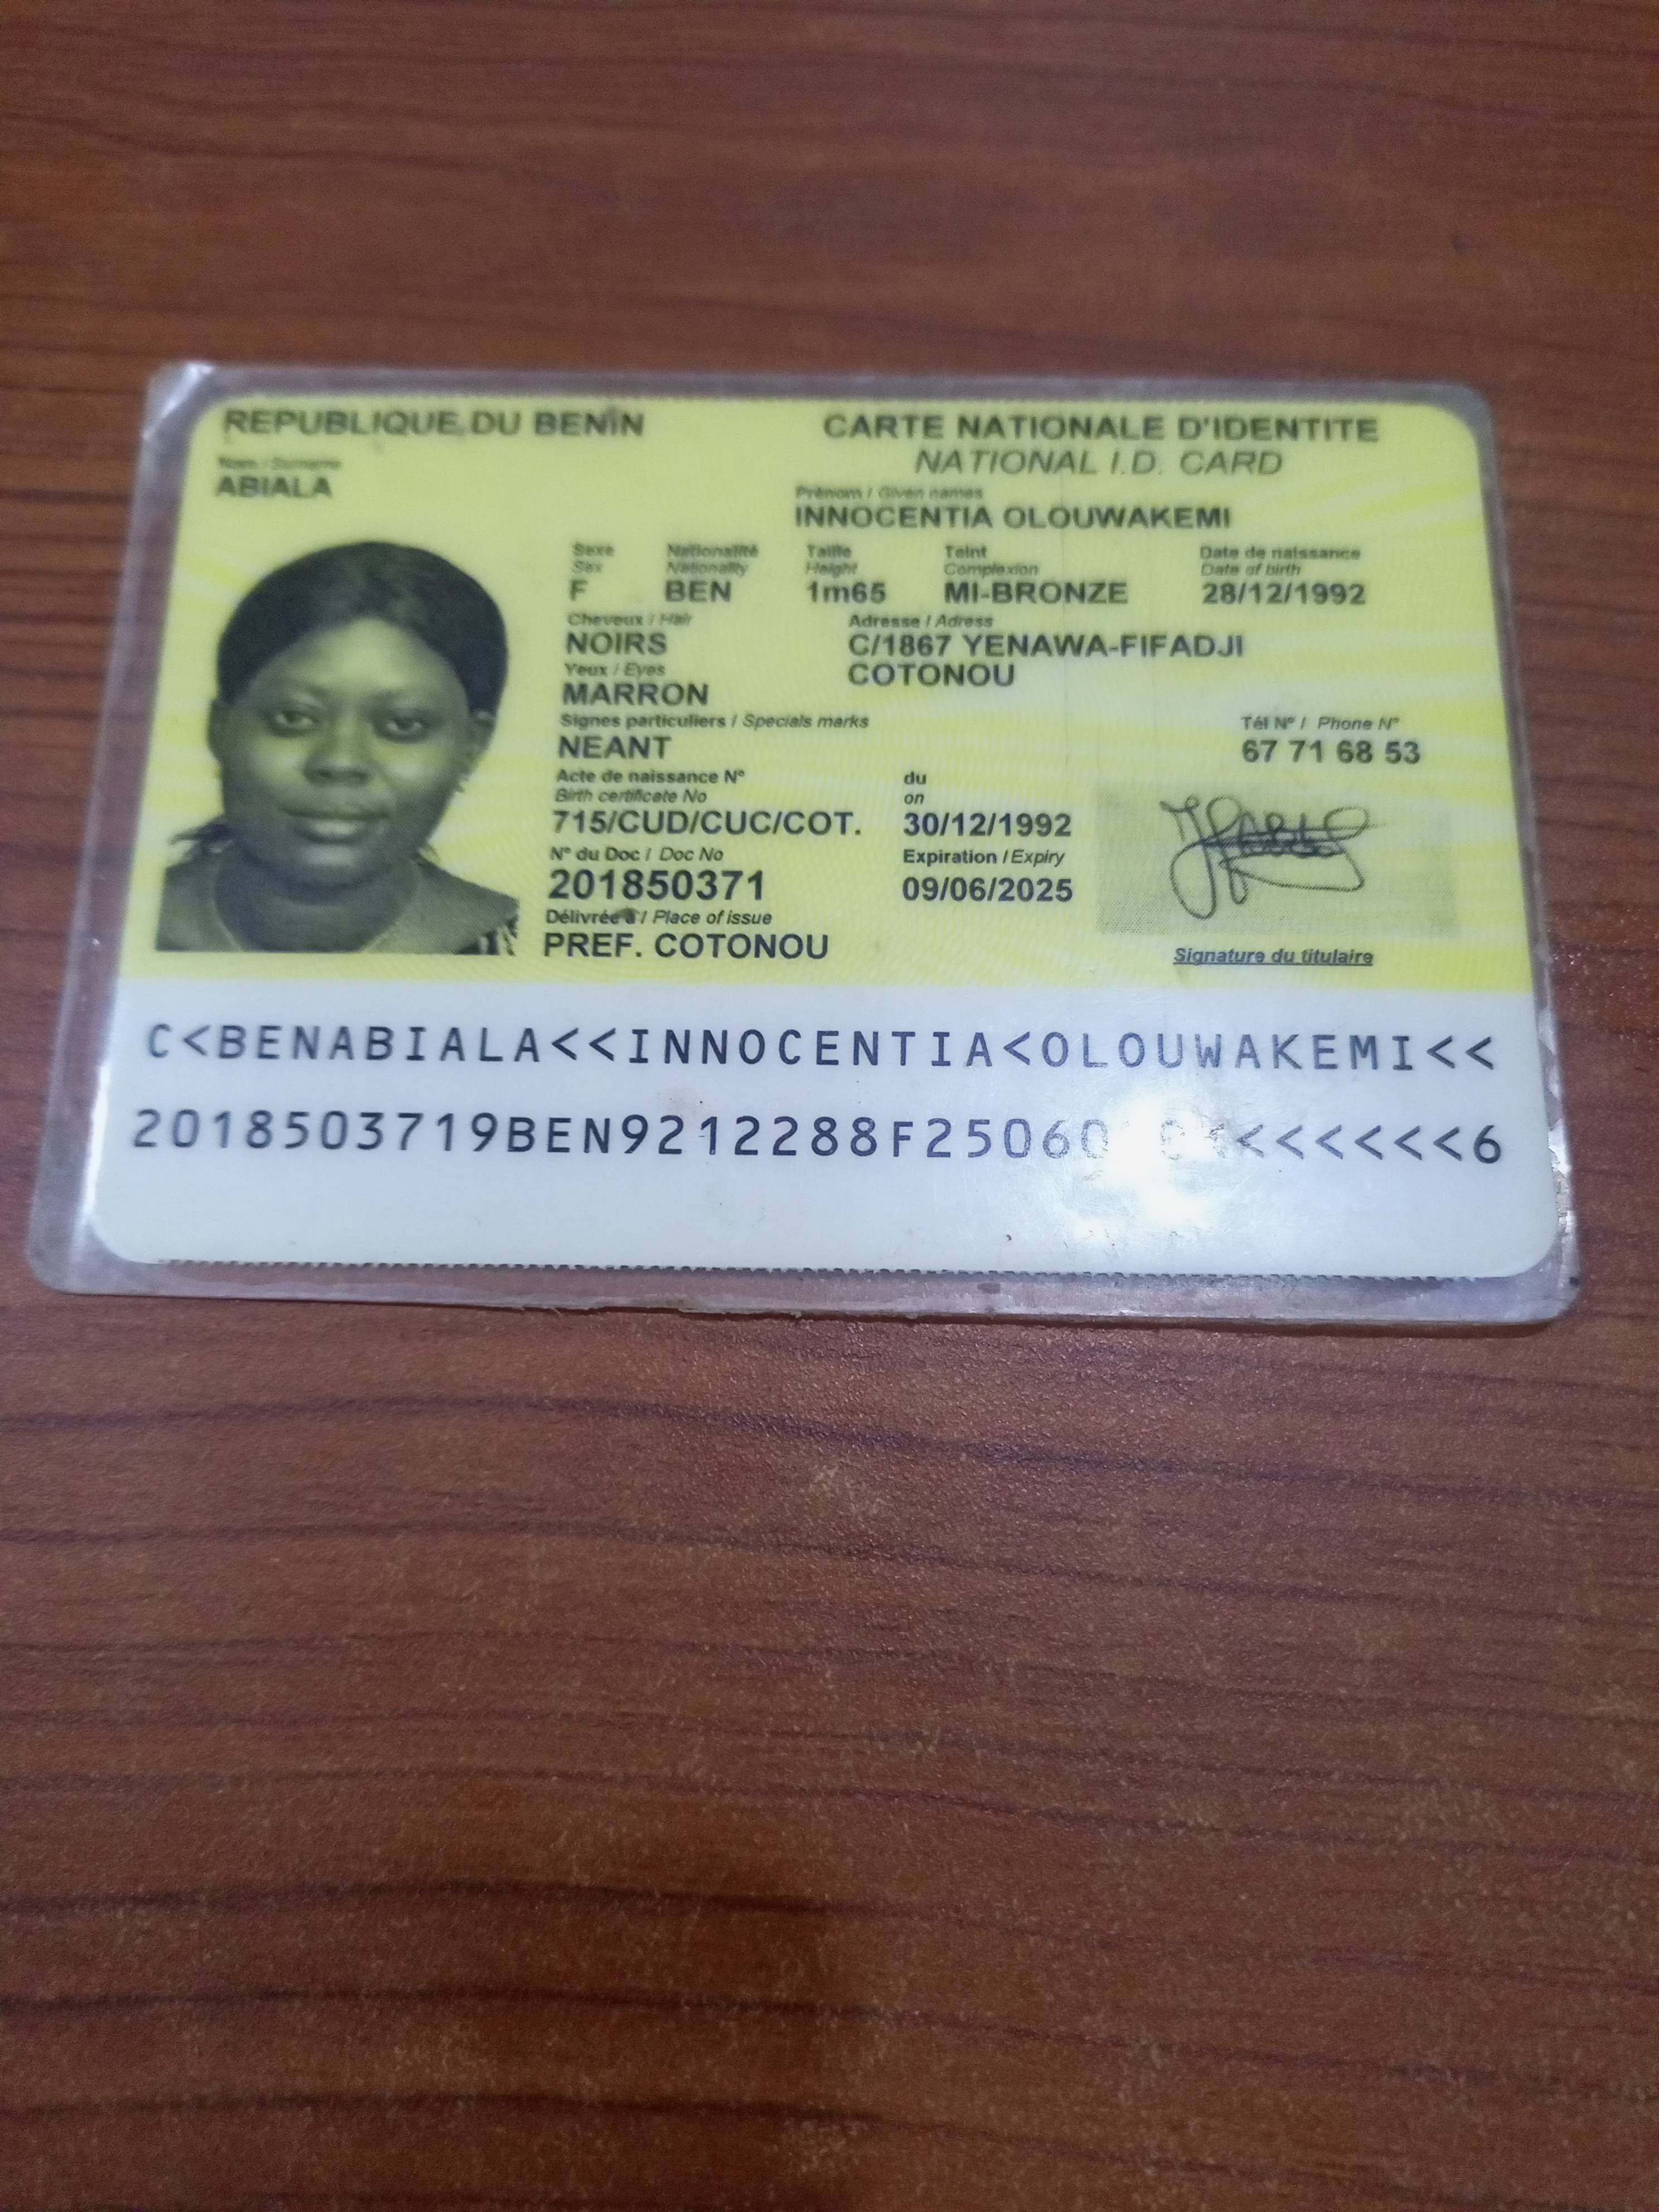 REPUBLIQUE DU BENIN
CARTE NATIONALE D'IDENTITE
NATIONAL I.D. CARD
Nom / Surname
ABIALA
Prénom / Given names
INNOCENTIA OLOUWAKEMI
Sexe Nationalité Taille Teint Date de naissance
Sex Nationality Height Complexion Date of birth
F BEN 1m65 MI-BRONZE 28/12/1992
Cheveux / Hair Adresse / Adress
NOIRS C/1867 YENAWA-FIFADJI
Yeux / Eyes COTONOU
MARRON
Signes particuliers / Specials marks Tél N° / Phone N°
NEANT 67 71 68 53
Acte de naissance N° du
Birth certificate No on
715/CUD/CUC/COT. 30/12/1992
N° du Doc / Doc No Expiration / Expiry
201850371 09/06/2025
Délivrée à / Place of issue
PREF. COTONOU
Signature du titulaire
C<BENABIALA<<INNOCENTIA<OLOUWAKEMI<<
2018503719BEN9212288F25060 <<<<<<<6